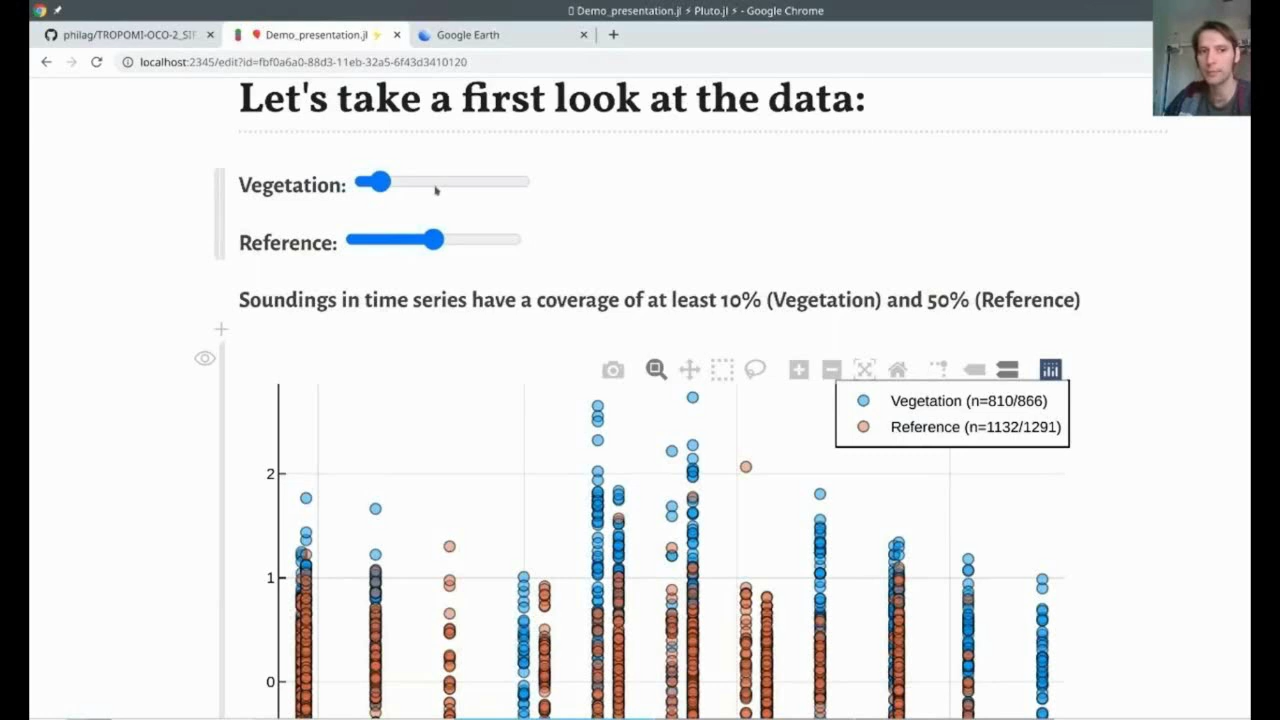 Demo_presentation.jl ⚡ Pluto.jl ⚡ - Google Chrome
philag/TROPOMI-OCO-2_SIF
Demo_presentation.jl
Google Earth
localhost:2345/edit?id=fbf0a6a0-88d3-11eb-32a5-6f43d3410120
Let's take a first look at the data:
Vegetation:
Reference:
Soundings in time series have a coverage of at least 10% (Vegetation) and 50% (Reference)
Vegetation (n=810/866)
Reference (n=1132/1291)
2
1
0